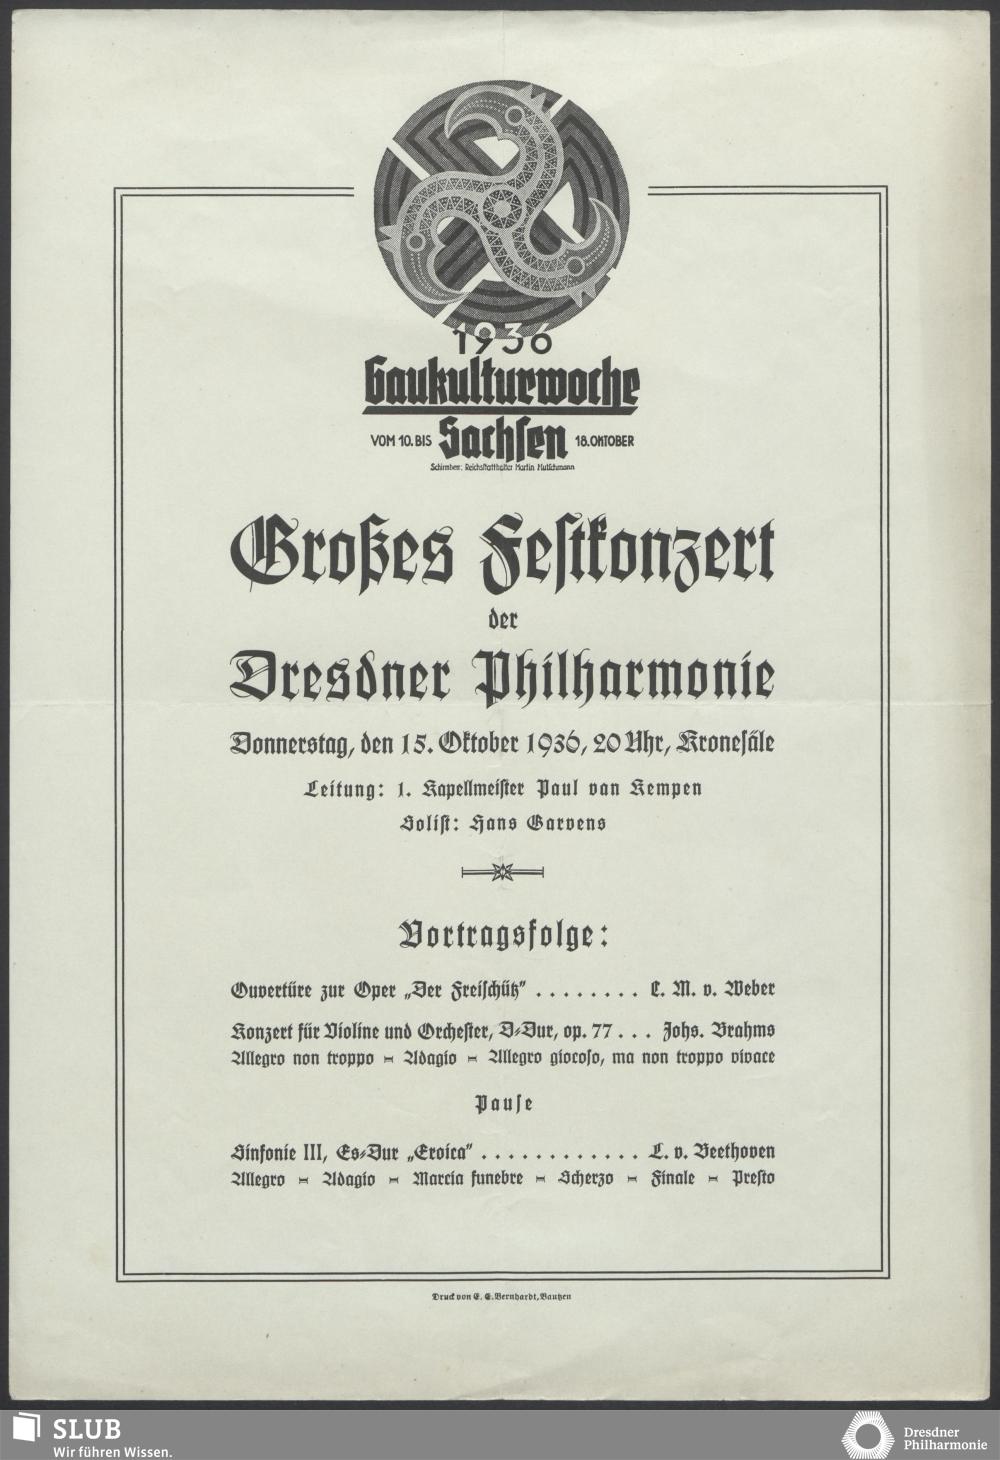 1936
Gaukulturwoche
VOM 10. BIS Sachsen 18. OKTOBER
Schirmherr: Reichsstatthalter Martin Mutschmann
Großes Festkonzert
der
Dresdner Philharmonie
Donnerstag, den 15. Oktober 1936, 20 Uhr, Kronesäle
Leitung: 1. Kapellmeister Paul van Kempen
Solist: Hans Garvens
Vortragsfolge:
Ouvertüre zur Oper „Der Freischütz“ . . . . . . . . C. M. v. Weber
Konzert für Violine und Orchester, D-Dur, op. 77 . . . Johs. Brahms
Allegro non troppo – Adagio – Allegro giocoso, ma non troppo vivace
Pause
Sinfonie III, Es-Dur „Eroica“ . . . . . . . . . . . . L. v. Beethoven
Allegro – Adagio – Marcia funebre – Scherzo – Finale – Presto
Druck von E. G. Bernhardt, Bautzen
SLUB
Wir führen Wissen.
Dresdner
Philharmonie